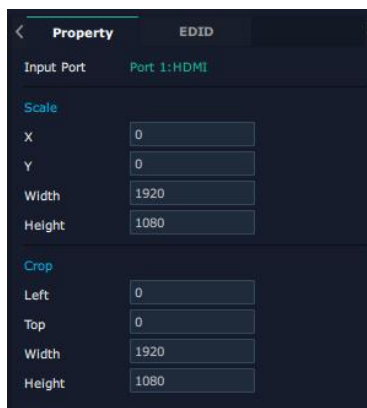 Property EDID
Input Port Port 1:HDMI
Scale
X 0
Y 0
Width 1920
Height 1080
Crop
Left 0
Top 0
Width 1920
Height 1080